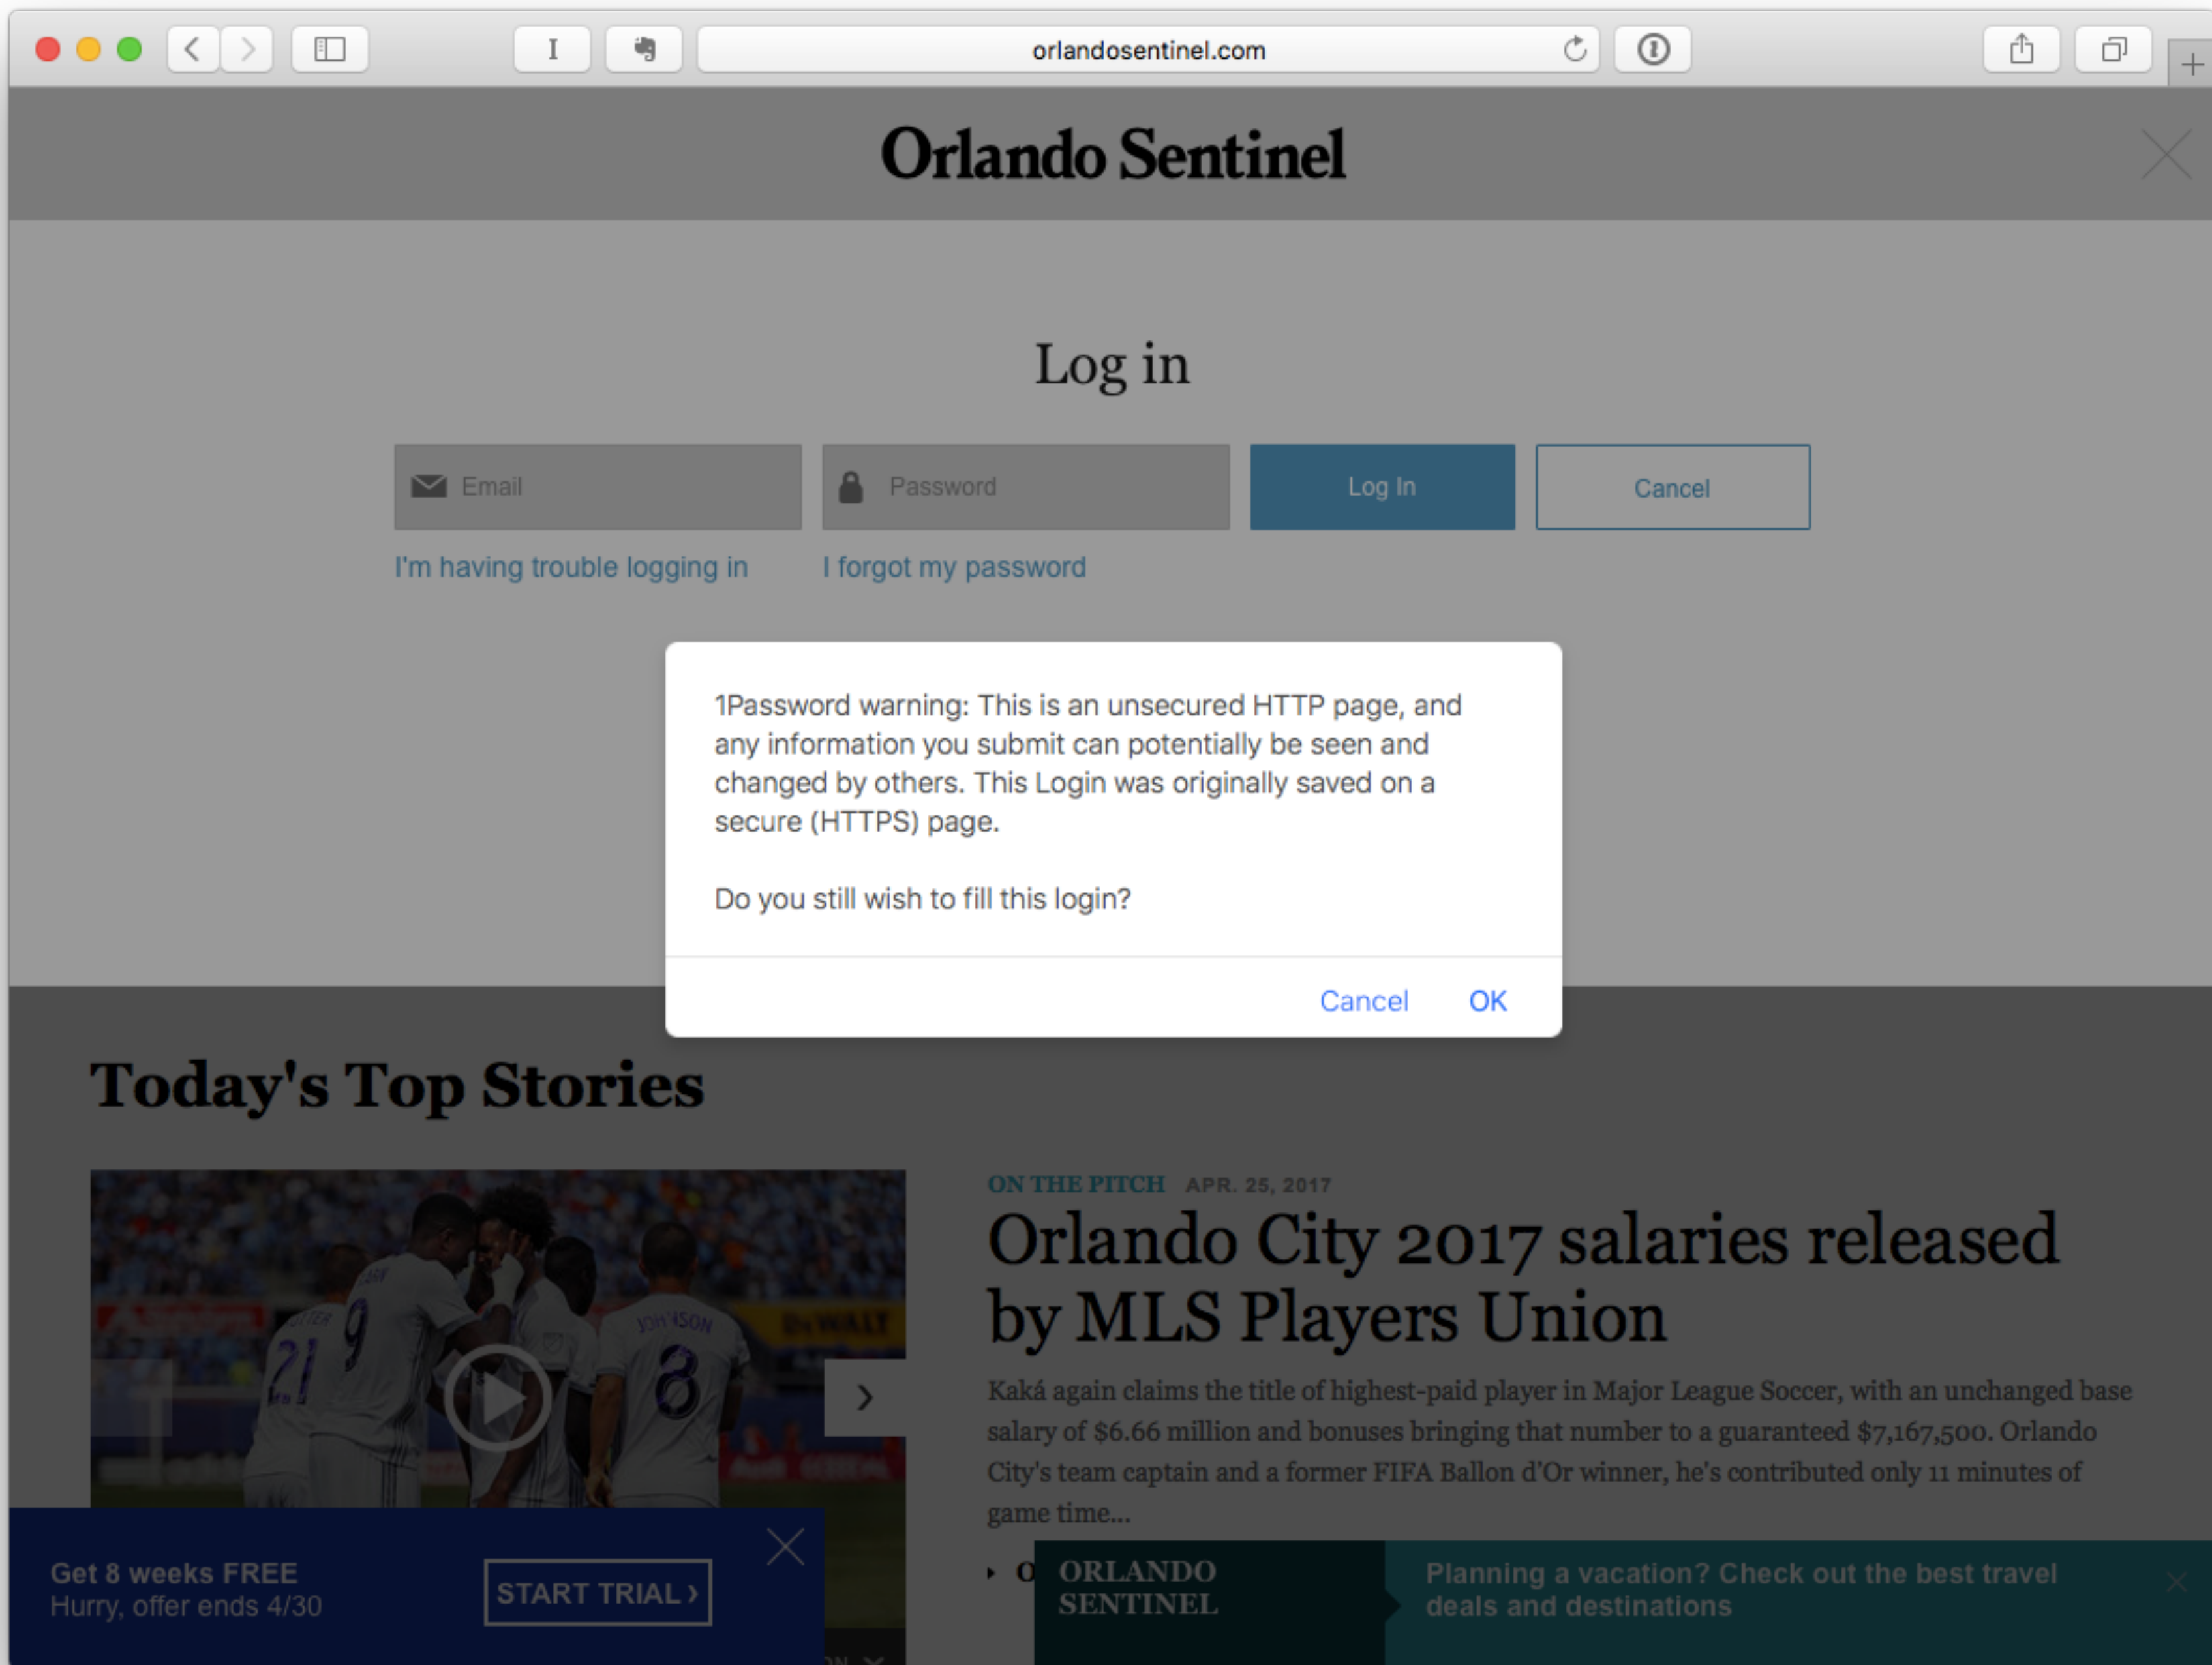 orlandosentinel.com
Orlando Sentinel
Log in
Email
Password
Log In
Cancel
I'm having trouble logging in
I forgot my password
1Password warning: This is an unsecured HTTP page, and
any information you submit can potentially be seen and
changed by others. This Login was originally saved on a
secure (HTTPS) page.
Do you still wish to fill this login?
Cancel
OK
Today's Top Stories
21
9
JOHNSON
8
DeWALT
Audi
ON THE PITCH APR. 25, 2017
Orlando City 2017 salaries released
by MLS Players Union
Kaká again claims the title of highest-paid player in Major League Soccer, with an unchanged base
salary of $6.66 million and bonuses bringing that number to a guaranteed $7,167,500. Orlando
City's team captain and a former FIFA Ballon d'Or winner, he's contributed only 11 minutes of
game time...
Get 8 weeks FREE
Hurry, offer ends 4/30
START TRIAL ›
ORLANDO
SENTINEL
Planning a vacation? Check out the best travel
deals and destinations